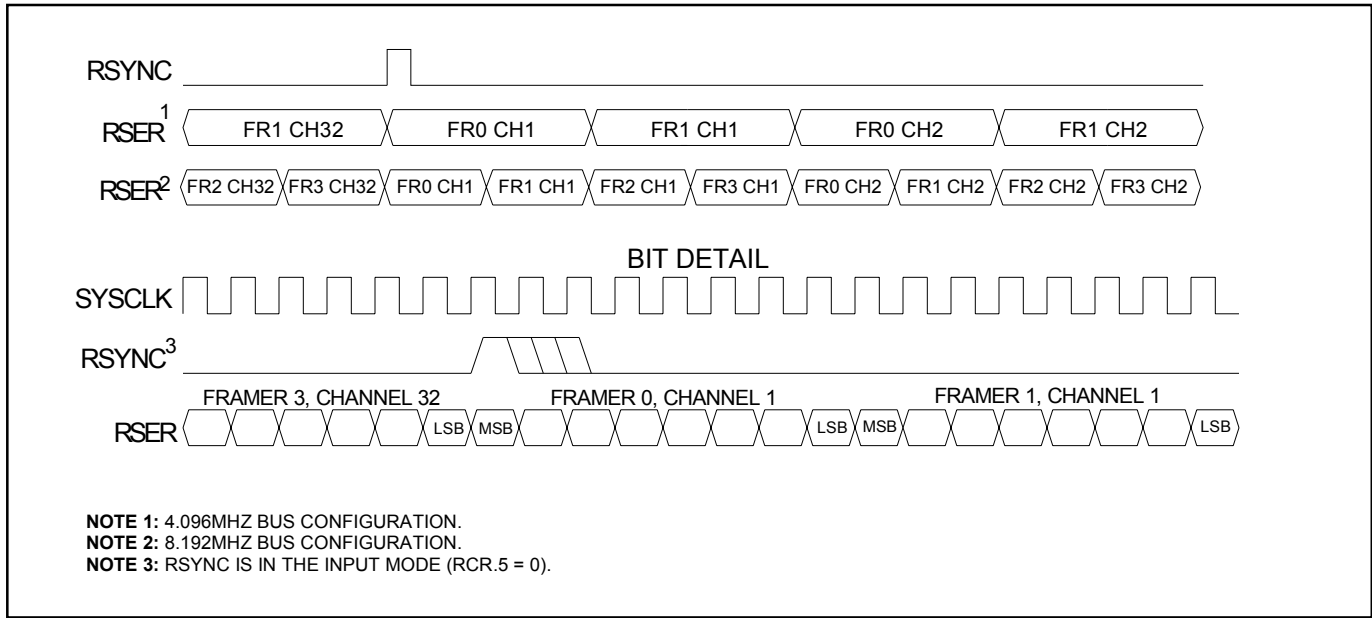 RSYNC
RSER1 FR1 CH32 FR0 CH1 FR1 CH1 FR0 CH2 FR1 CH2
RSER2 FR2 CH32 FR3 CH32 FR0 CH1 FR1 CH1 FR2 CH1 FR3 CH1 FR0 CH2 FR1 CH2 FR2 CH2 FR3 CH2
BIT DETAIL
SYSCLK
RSYNC3
FRAMER 3, CHANNEL 32 FRAMER 0, CHANNEL 1 FRAMER 1, CHANNEL 1
RSER LSB MSB LSB MSB LSB
NOTE 1: 4.096MHZ BUS CONFIGURATION.
NOTE 2: 8.192MHZ BUS CONFIGURATION.
NOTE 3: RSYNC IS IN THE INPUT MODE (RCR.5 = 0).